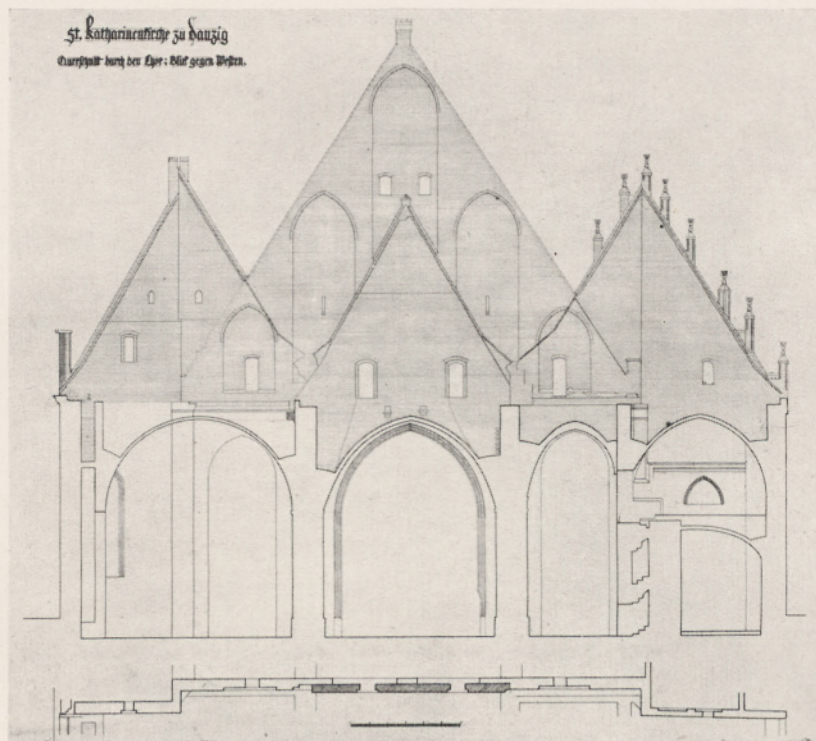 St. Katharinenkirche zu Danzig
Querschnitt durch den Chor; Blick gegen Westen.